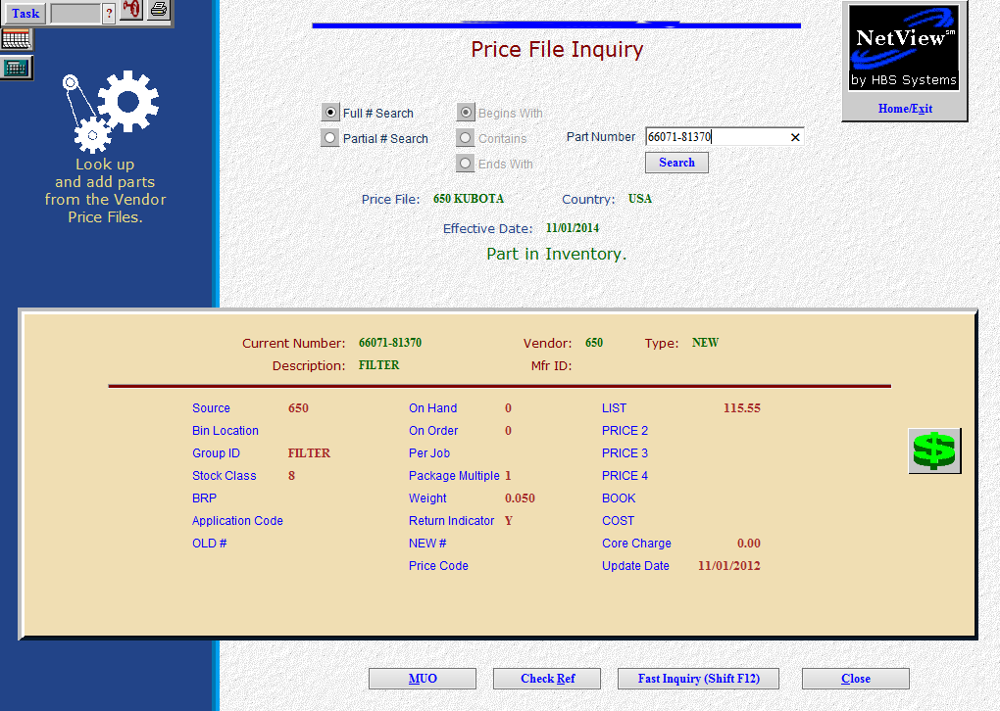 Task ?
Price File Inquiry
NetView℠
by HBS Systems
Home/Exit
Look up
and add parts
from the Vendor
Price Files.
Full # Search Begins With
Partial # Search Contains Part Number 66071-81370 ✕
Ends With Search
Price File: 650 KUBOTA Country: USA
Effective Date: 11/01/2014
Part in Inventory.
Current Number: 66071-81370 Vendor: 650 Type: NEW
Description: FILTER Mfr ID:
Source 650 On Hand 0 LIST 115.55
Bin Location On Order 0 PRICE 2
Group ID FILTER Per Job PRICE 3
Stock Class 8 Package Multiple 1 PRICE 4
BRP Weight 0.050 BOOK
Application Code Return Indicator Y COST
OLD # NEW # Core Charge 0.00
Price Code Update Date 11/01/2012
$
MUO Check Ref Fast Inquiry (Shift F12) Close